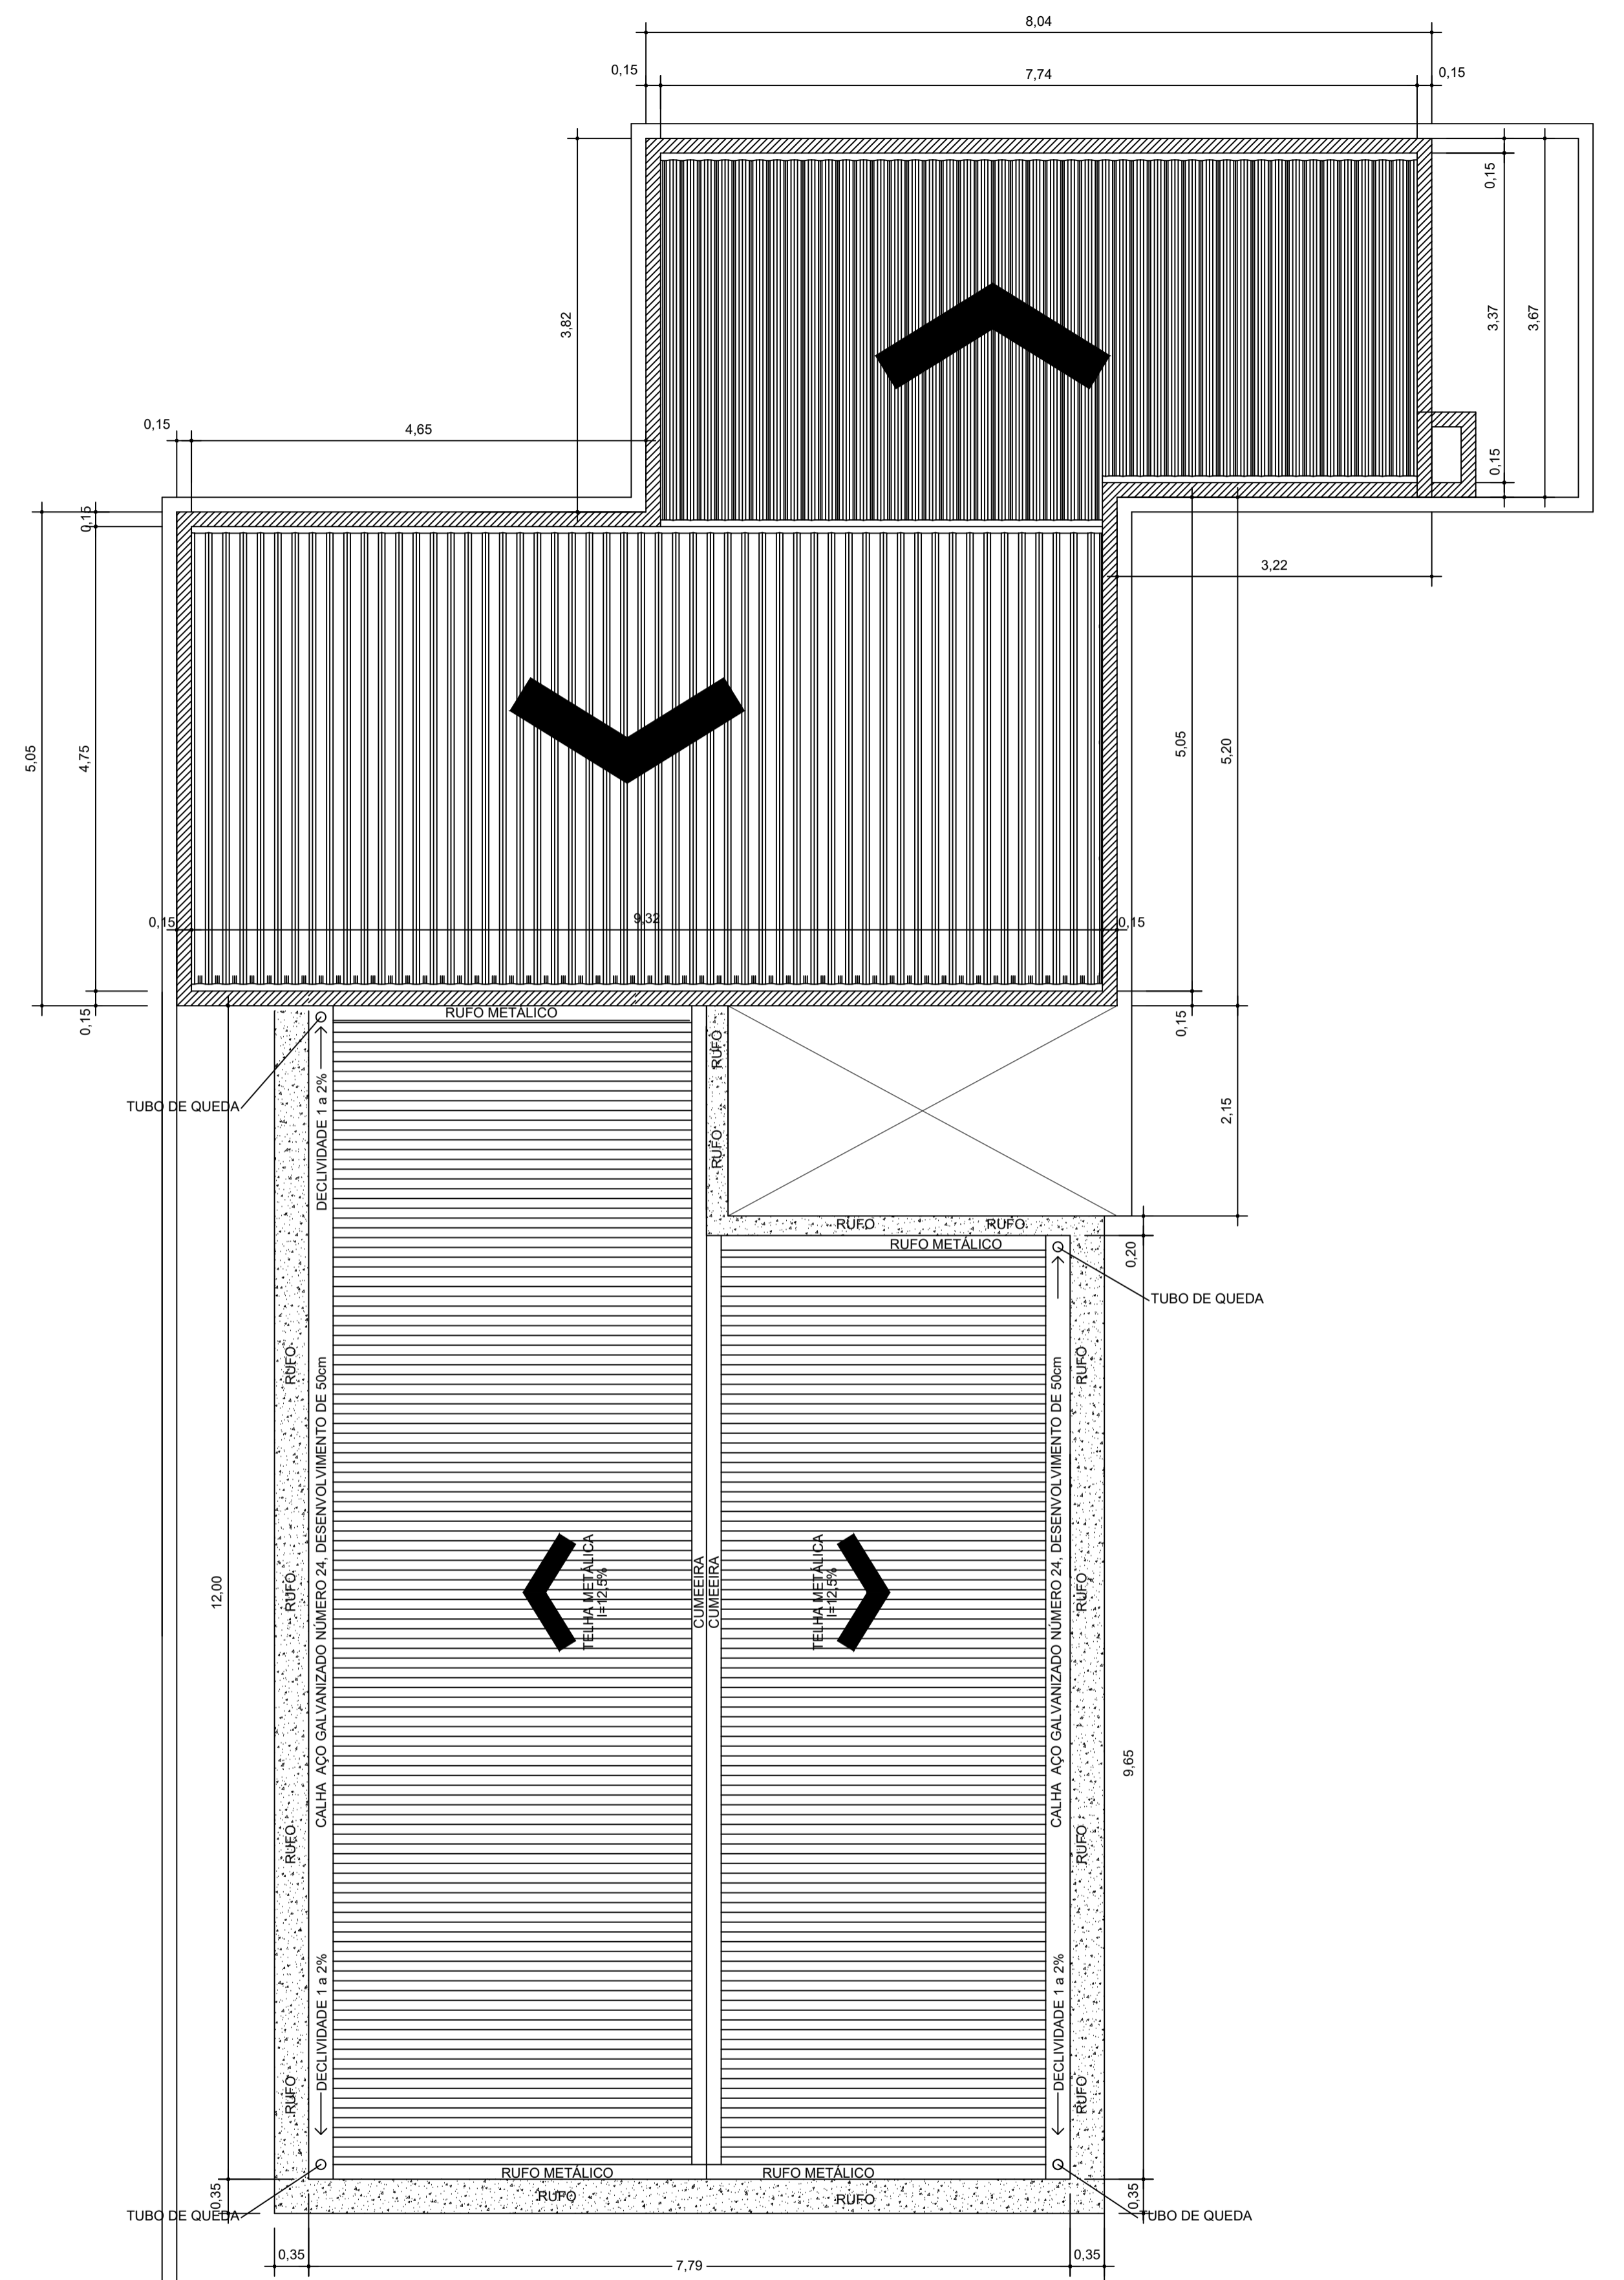 8,04
0,15
7,74
0,15
0,15
3,82
3,37
3,67
0,15
4,65
0,15
0,15
3,22
5,05
4,75
5,05
5,20
0,15
9,32
0,15
0,15
0,15
RUFO METÁLICO
RUFO
TUBO DE QUEDA
DECLIVIDADE 1 a 2%
RUFO
2,15
RUFO
RUFO
RUFO METÁLICO
0,20
TUBO DE QUEDA
RUFO
CALHA AÇO GALVANIZADO NÚMERO 24, DESENVOLVIMENTO DE 50cm
CALHA AÇO GALVANIZADO NÚMERO 24, DESENVOLVIMENTO DE 50cm
RUFO
12,00
RUFO
TELHA METÁLICA
I=12,5%
CUMEEIRA
CUMEEIRA
TELHA METÁLICA
I=12,5%
RUFO
9,65
RUFO
RUFO
DECLIVIDADE 1 a 2%
DECLIVIDADE 1 a 2%
RUFO
RUFO
RUFO METÁLICO
RUFO METÁLICO
0,35
RUFO
RUFO
0,35
TUBO DE QUEDA
TUBO DE QUEDA
0,35
7,79
0,35